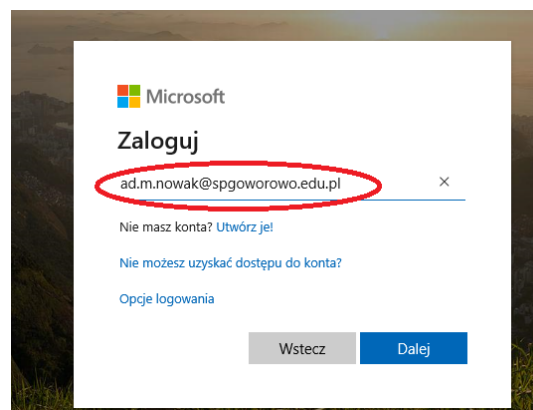 Microsoft
Zaloguj
ad.m.nowak@spgoworowo.edu.pl
Nie masz konta? Utwórz je!
Nie możesz uzyskać dostępu do konta?
Opcje logowania
Wstecz Dalej